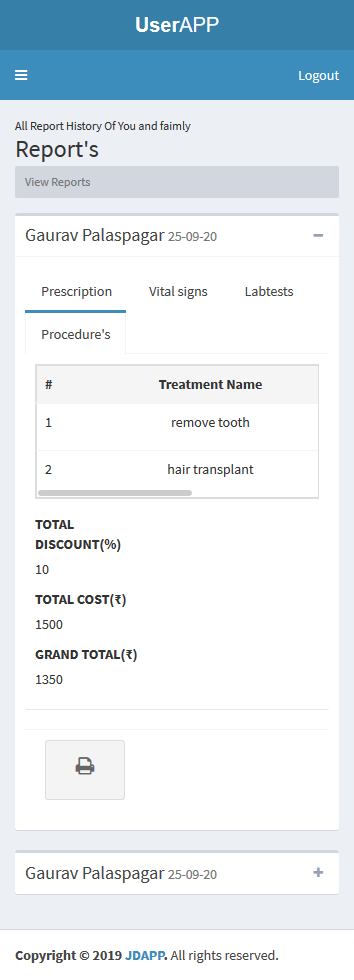 UserAPP
Logout
All Report History Of You and faimly
Report's
View Reports
Gaurav Palaspagar 25-09-20
Prescription Vital signs Labtests
Procedure's
# Treatment Name
1 remove tooth
2 hair transplant
TOTAL
DISCOUNT(%)
10
TOTAL COST(₹)
1500
GRAND TOTAL(₹)
1350
Gaurav Palaspagar 25-09-20
Copyright © 2019 JDAPP. All rights reserved.